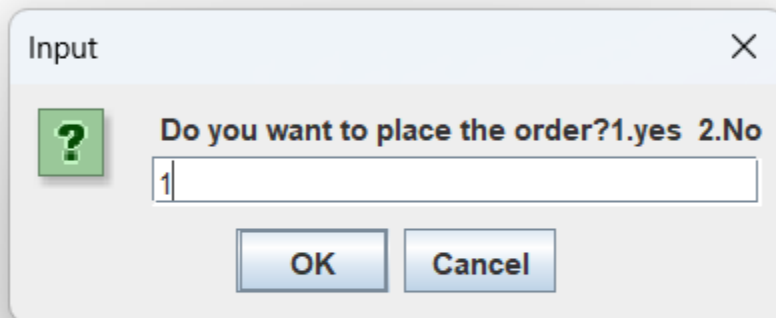 Input
?
Do you want to place the order?1.yes  2.No
1
OK
Cancel